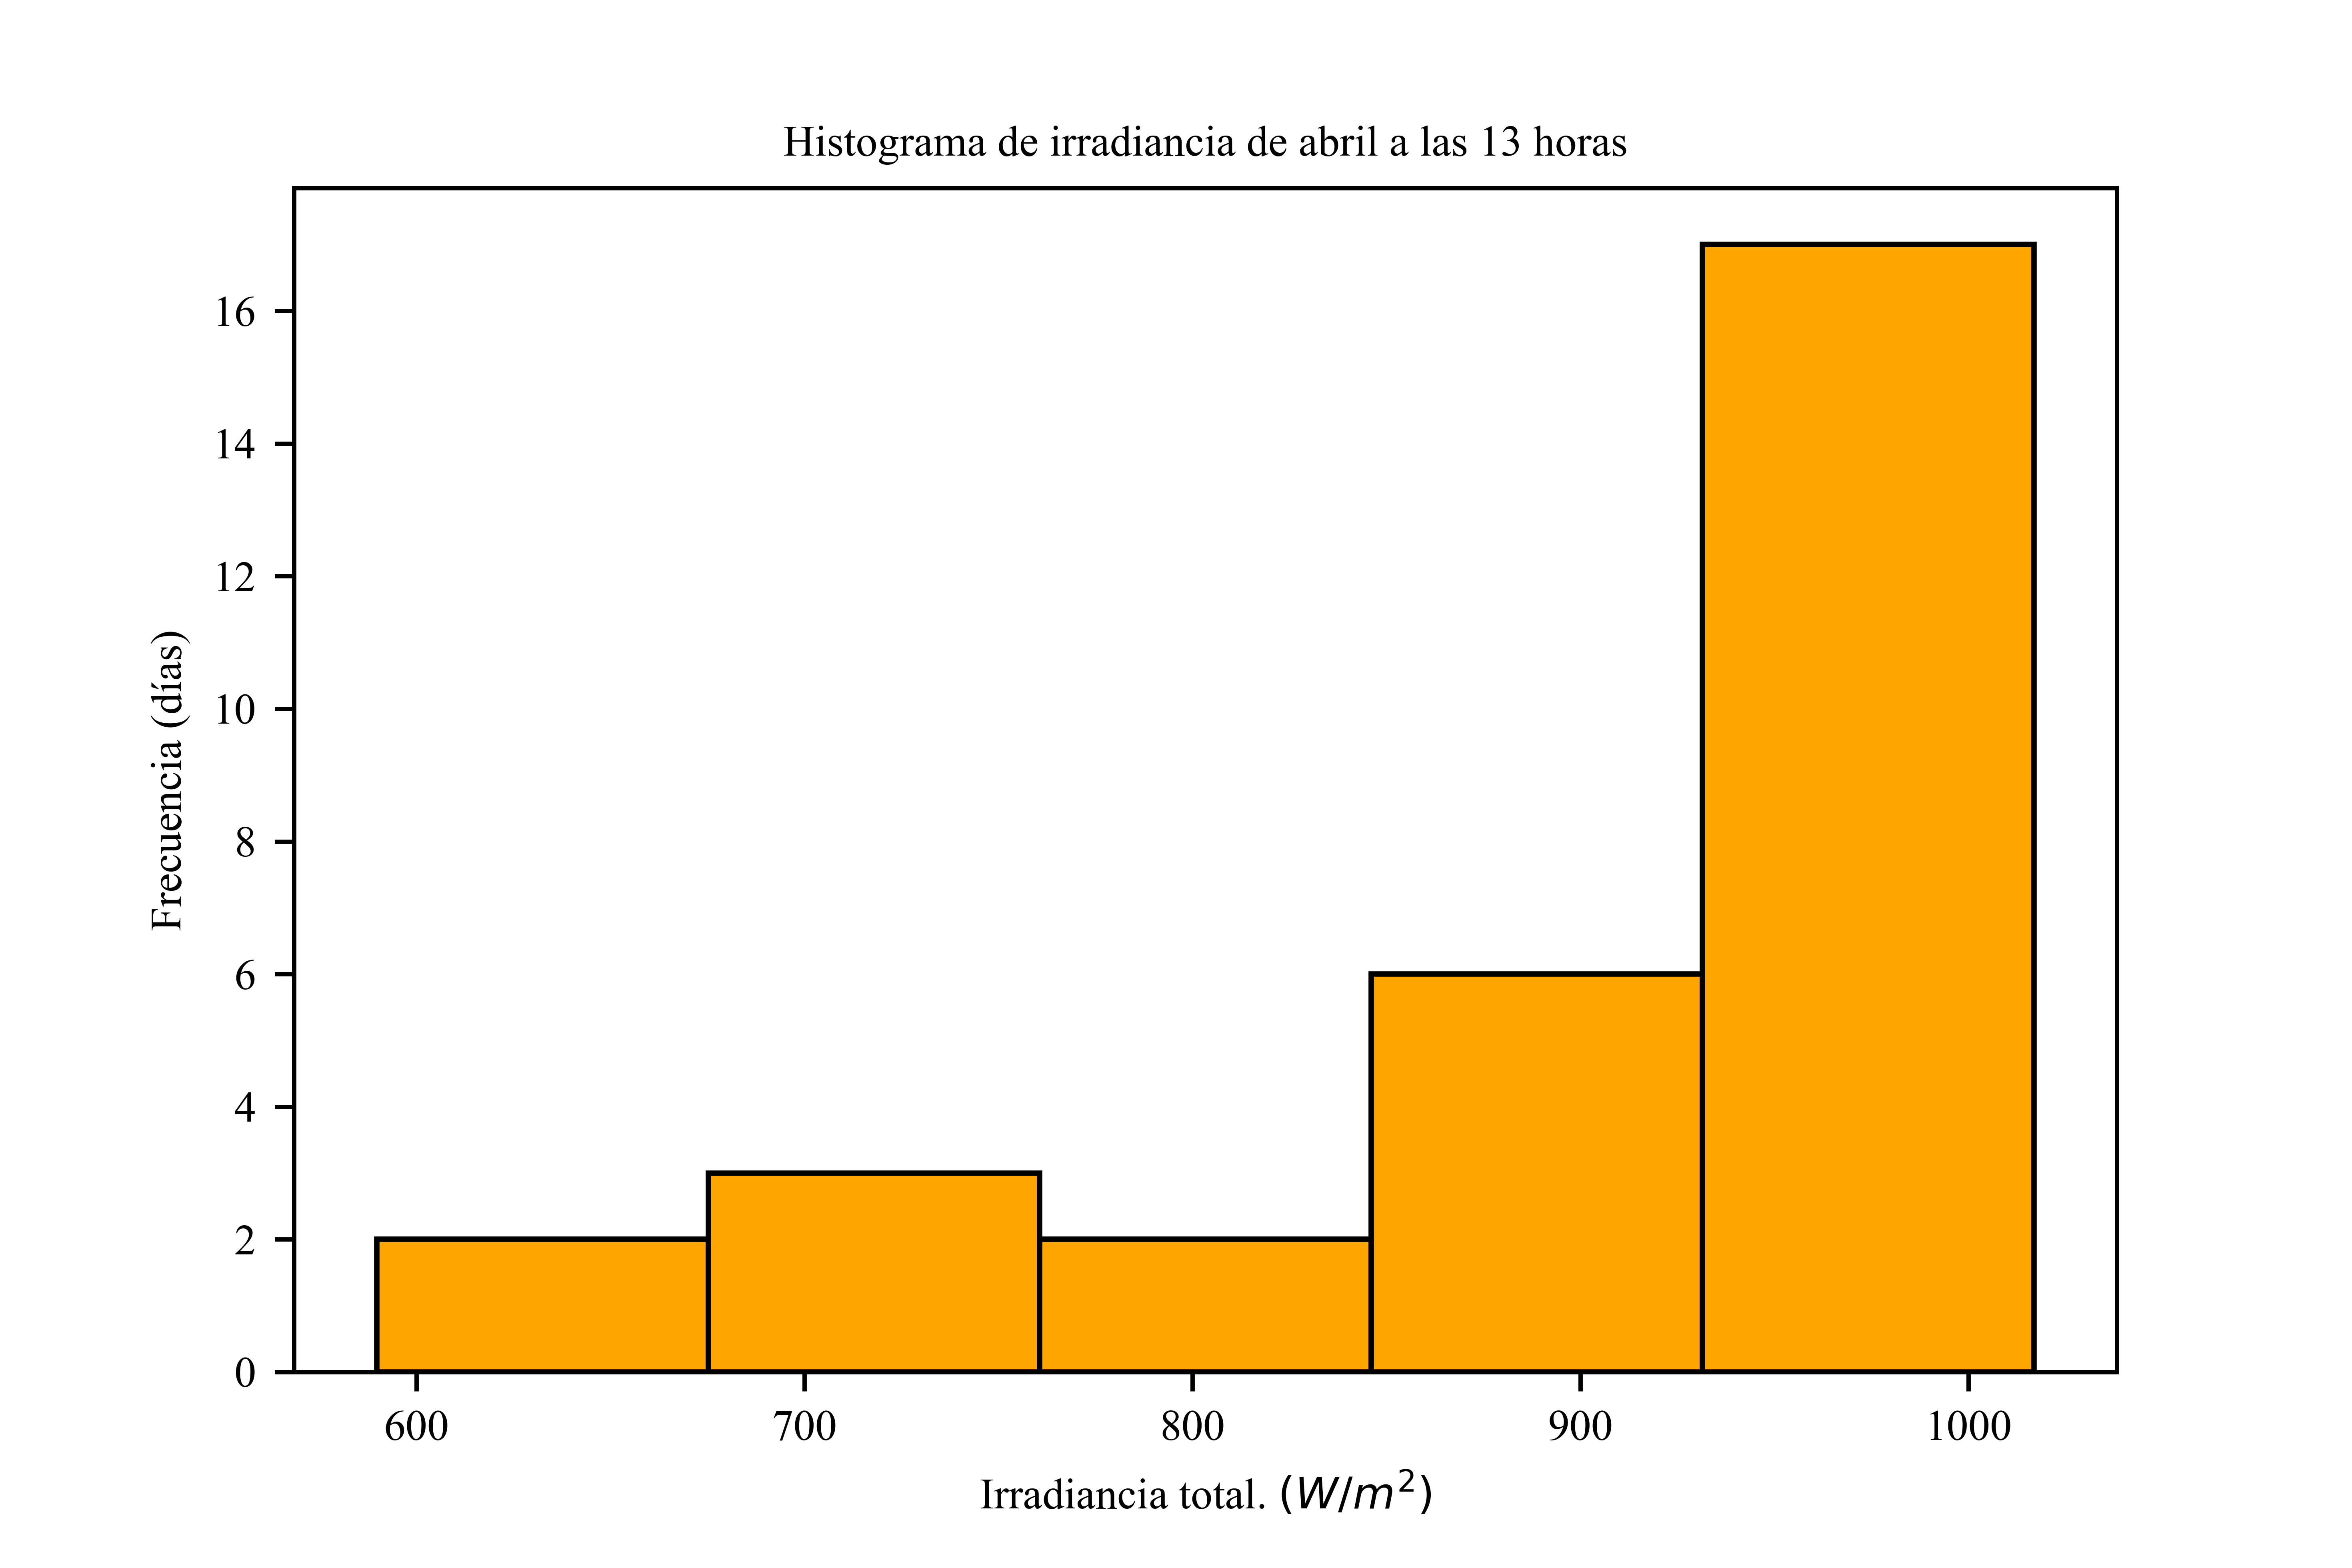 Histograma de irradiancia de abril a las 13 horas
Frecuencia (días)
16
14
12
10
8
6
4
2
0
600 700 800 900 1000
Irradiancia total. (W/m²)